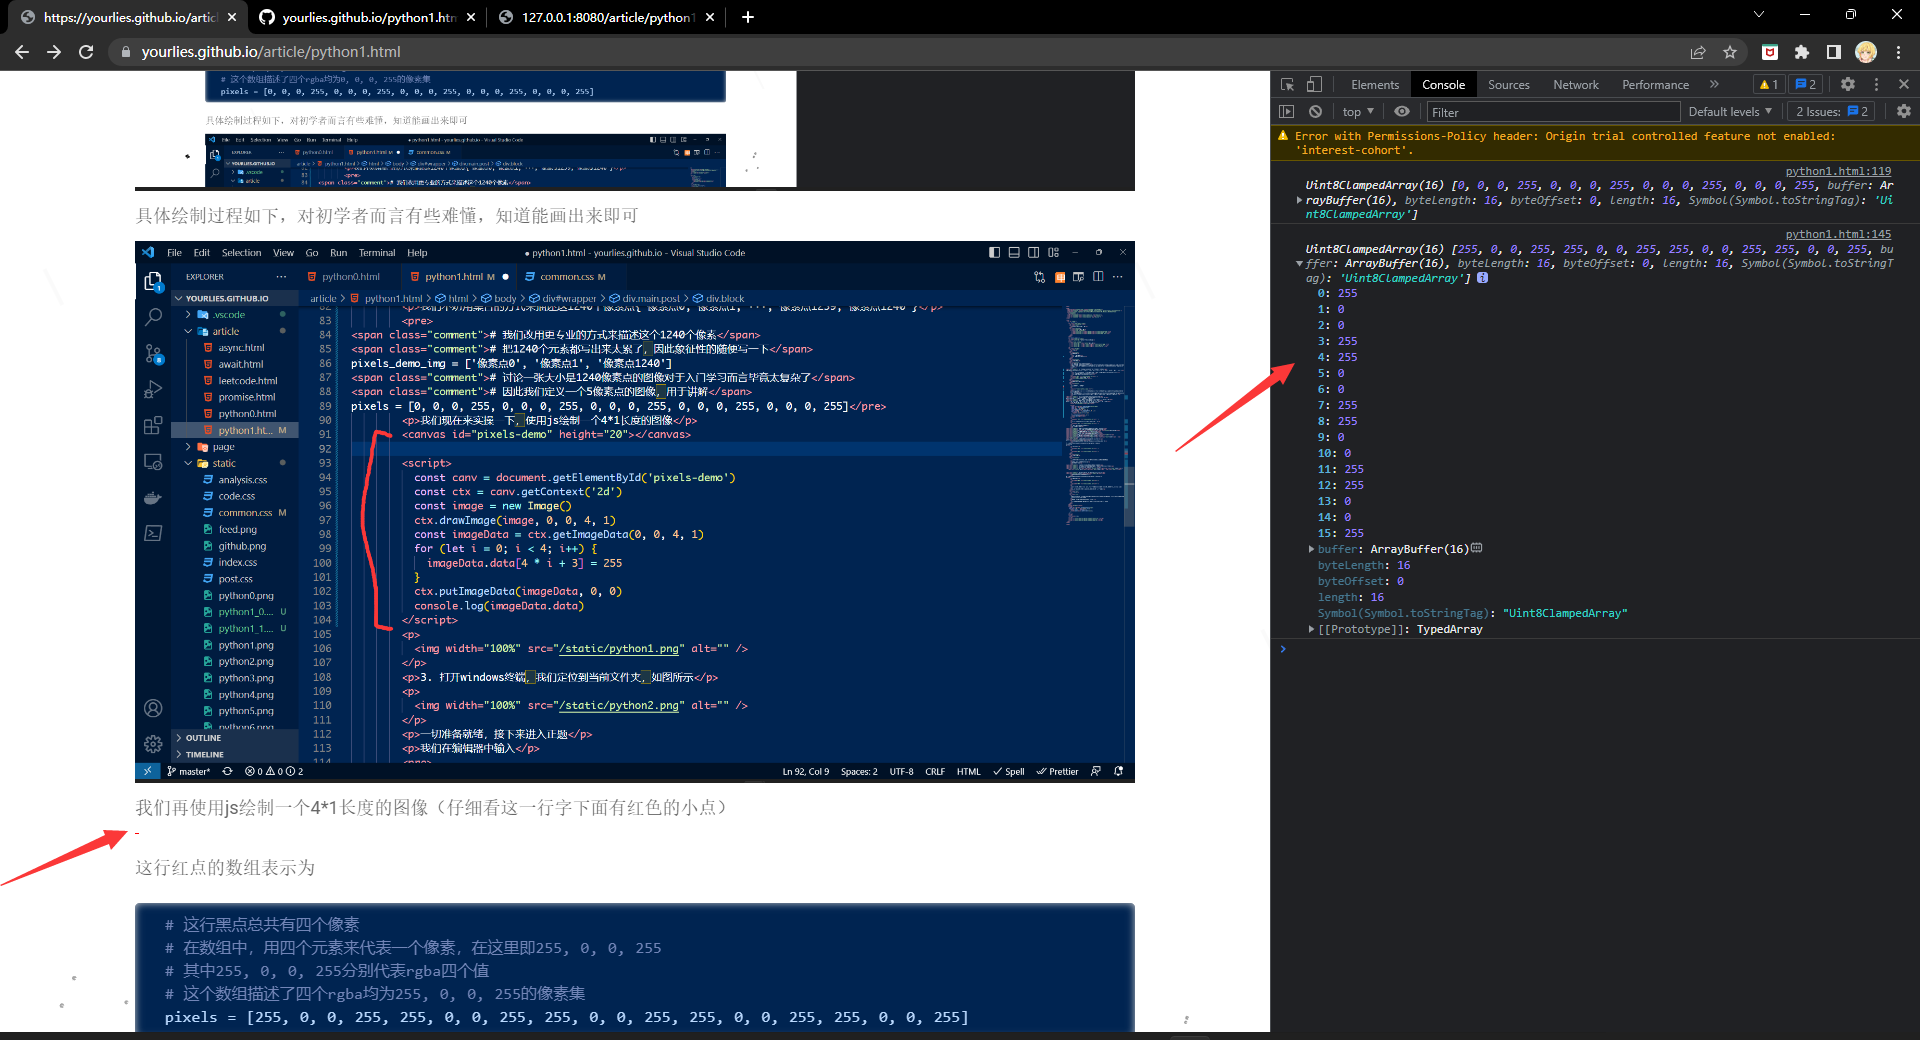 https://yourlies.github.io/artic
yourlies.github.io/python1.htm
127.0.0.1:8080/article/python1
yourlies.github.io/article/python1.html
# 这个数组描述了四个rgba均为0, 0, 0, 255的像素集
pixels = [0, 0, 0, 255, 0, 0, 0, 255, 0, 0, 0, 255, 0, 0, 0, 255, 0, 0, 0, 255]
具体绘制过程如下，对初学者而言有些难懂，知道能画出来即可
具体绘制过程如下，对初学者而言有些难懂，知道能画出来即可
File Edit Selection View Go Run Terminal Help
● python1.html - yourlies.github.io - Visual Studio Code
EXPLORER
python0.html
python1.html M
common.css M
YOURLIES.GITHUB.IO
article > python1.html > html > body > div#wrapper > div.main.post > div.block
.vscode
article
async.html
await.html
leetcode.html
promise.html
python0.html
python1.ht... M
page
static
analysis.css
code.css
common.css M
feed.png
github.png
index.css
post.css
python0.png
python1_0.... U
python1_1.... U
python1.png
python2.png
python3.png
python4.png
python5.png
python6.png
OUTLINE
TIMELINE
83 <pre>
84 <span class="comment"># 我们改用更专业的方式来描述这个1240个像素</span>
85 <span class="comment"># 把1240个元素都写出来太累了，因此象征性的随便写一下</span>
86 pixels_demo_img = ['像素点0', '像素点1', '像素点1240']
87 <span class="comment"># 讨论一张大小是1240像素点的图像对于入门学习而言毕竟太复杂了</span>
88 <span class="comment"># 因此我们定义一个5像素点的图像，用于讲解</span>
89 pixels = [0, 0, 0, 255, 0, 0, 0, 255, 0, 0, 0, 255, 0, 0, 0, 255, 0, 0, 0, 255]</pre>
90 <p>我们现在来实操一下，使用js绘制一个4*1长度的图像</p>
91 <canvas id="pixels-demo" height="20"></canvas>
92
93 <script>
94 const canv = document.getElementById('pixels-demo')
95 const ctx = canv.getContext('2d')
96 const image = new Image()
97 ctx.drawImage(image, 0, 0, 4, 1)
98 const imageData = ctx.getImageData(0, 0, 4, 1)
99 for (let i = 0; i < 4; i++) {
100 imageData.data[4 * i + 3] = 255
101 }
102 ctx.putImageData(imageData, 0, 0)
103 console.log(imageData.data)
104 </script>
105 <p>
106 <img width="100%" src="/static/python1.png" alt="" />
107 </p>
108 <p>3. 打开windows终端，我们定位到当前文件夹，如图所示</p>
109 <p>
110 <img width="100%" src="/static/python2.png" alt="" />
111 </p>
112 <p>一切准备就绪，接下来进入正题</p>
113 <p>我们在编辑器中输入</p>
master* 0 0 2
Ln 92, Col 9 Spaces: 2 UTF-8 CRLF HTML Spell Prettier
我们再使用js绘制一个4*1长度的图像（仔细看这一行字下面有红色的小点）
这行红点的数组表示为
# 这行黑点总共有四个像素
# 在数组中，用四个元素来代表一个像素，在这里即255, 0, 0, 255
# 其中255, 0, 0, 255分别代表rgba四个值
# 这个数组描述了四个rgba均为255, 0, 0, 255的像素集
pixels = [255, 0, 0, 255, 255, 0, 0, 255, 255, 0, 0, 255, 255, 0, 0, 255, 255, 0, 0, 255]
Elements Console Sources Network Performance » 1 2
top Filter Default levels 2 Issues: 2
Error with Permissions-Policy header: Origin trial controlled feature not enabled:
'interest-cohort'.
python1.html:119
Uint8ClampedArray(16) [0, 0, 0, 255, 0, 0, 0, 255, 0, 0, 0, 255, 0, 0, 0, 255, buffer: Ar
rayBuffer(16), byteLength: 16, byteOffset: 0, length: 16, Symbol(Symbol.toStringTag): 'Ui
nt8ClampedArray']
python1.html:145
Uint8ClampedArray(16) [255, 0, 0, 255, 255, 0, 0, 255, 255, 0, 0, 255, 255, 0, 0, 255, bu
ffer: ArrayBuffer(16), byteLength: 16, byteOffset: 0, length: 16, Symbol(Symbol.toStringT
ag): 'Uint8ClampedArray']
0: 255
1: 0
2: 0
3: 255
4: 255
5: 0
6: 0
7: 255
8: 255
9: 0
10: 0
11: 255
12: 255
13: 0
14: 0
15: 255
buffer: ArrayBuffer(16)
byteLength: 16
byteOffset: 0
length: 16
Symbol(Symbol.toStringTag): "Uint8ClampedArray"
[[Prototype]]: TypedArray